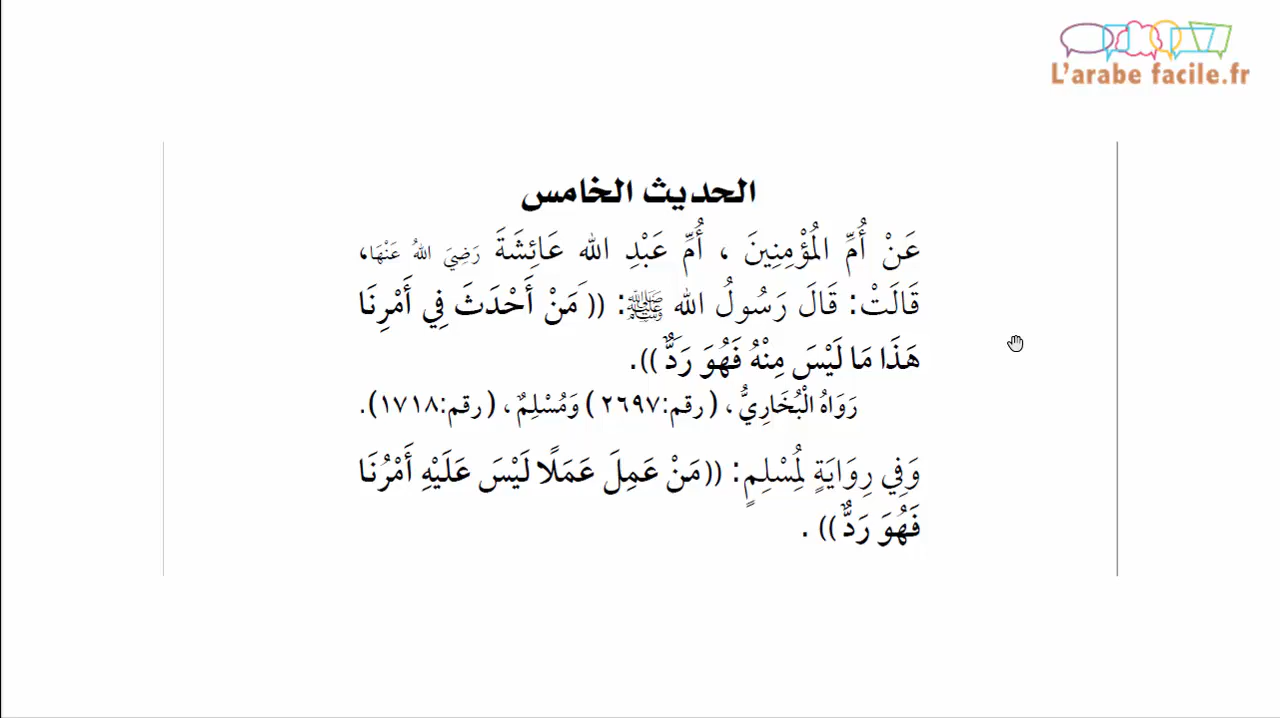 L'arabe facile.fr
الحديث الخامس
عَنْ أُمِّ الْمُؤْمِنِينَ ، أُمِّ عَبْدِ الله عَائِشَةَ رَضِيَ اللهُ عَنْهَا،
قَالَتْ: قَالَ رَسُولُ الله ﷺ: ((َ مَنْ أَحْدَثَ فِي أَمْرِنَا
هَذَا مَا لَيْسَ مِنْهُ فَهُوَ رَدٌّ )).
رَوَاهُ الْبُخَارِيُّ ، ( رقم:٢٦٩٧ ) وَمُسْلِمٌ ، ( رقم:١٧١٨).
وَفِي رِوَايَةٍ لِمُسْلِمٍ: (( مَنْ عَمِلَ عَمَلًا لَيْسَ عَلَيْهِ أَمْرُنَا
فَهُوَ رَدٌّ )) .